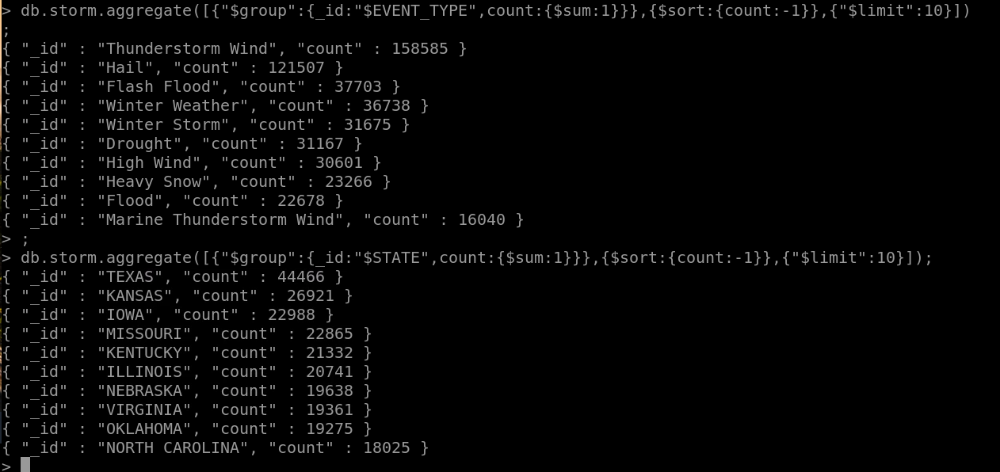 > db.storm.aggregate([{"$group":{_id:"$EVENT_TYPE",count:{$sum:1}}},{$sort:{count:-1}},{"$limit":10}])
;
{ "_id" : "Thunderstorm Wind", "count" : 158585 }
{ "_id" : "Hail", "count" : 121507 }
{ "_id" : "Flash Flood", "count" : 37703 }
{ "_id" : "Winter Weather", "count" : 36738 }
{ "_id" : "Winter Storm", "count" : 31675 }
{ "_id" : "Drought", "count" : 31167 }
{ "_id" : "High Wind", "count" : 30601 }
{ "_id" : "Heavy Snow", "count" : 23266 }
{ "_id" : "Flood", "count" : 22678 }
{ "_id" : "Marine Thunderstorm Wind", "count" : 16040 }
> ;
> db.storm.aggregate([{"$group":{_id:"$STATE",count:{$sum:1}}},{$sort:{count:-1}},{"$limit":10}]);
{ "_id" : "TEXAS", "count" : 44466 }
{ "_id" : "KANSAS", "count" : 26921 }
{ "_id" : "IOWA", "count" : 22988 }
{ "_id" : "MISSOURI", "count" : 22865 }
{ "_id" : "KENTUCKY", "count" : 21332 }
{ "_id" : "ILLINOIS", "count" : 20741 }
{ "_id" : "NEBRASKA", "count" : 19638 }
{ "_id" : "VIRGINIA", "count" : 19361 }
{ "_id" : "OKLAHOMA", "count" : 19275 }
{ "_id" : "NORTH CAROLINA", "count" : 18025 }
>